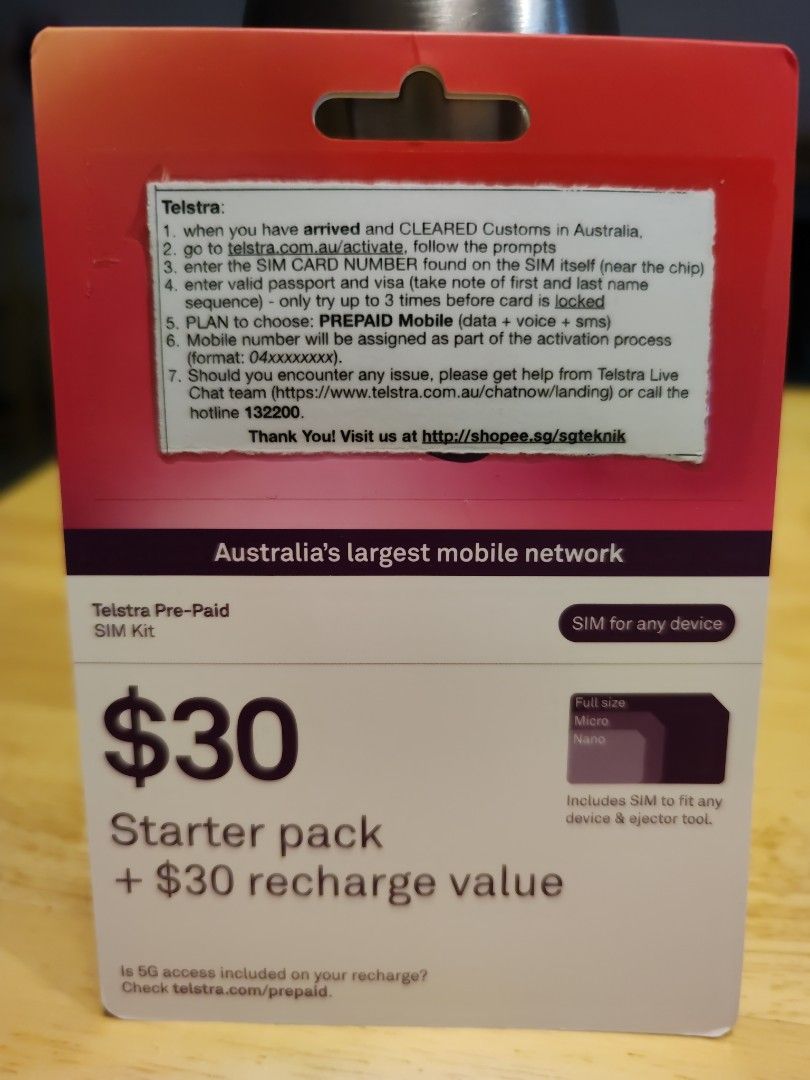 Telstra:
1. when you have arrived and CLEARED Customs in Australia,
2. go to telstra.com.au/activate, follow the prompts
3. enter the SIM CARD NUMBER found on the SIM itself (near the chip)
4. enter valid passport and visa (take note of first and last name
sequence) - only try up to 3 times before card is locked
5. PLAN to choose: PREPAID Mobile (data + voice + sms)
6. Mobile number will be assigned as part of the activation process
(format: 04xxxxxxxx).
7. Should you encounter any issue, please get help from Telstra Live
Chat team (https://www.telstra.com.au/chatnow/landing) or call the
hotline 132200.
Thank You! Visit us at http://shopee.sg/sgteknik
Australia's largest mobile network
Telstra Pre-Paid
SIM Kit
SIM for any device
$30
Starter pack
+ $30 recharge value
Full size
Micro
Nano
Includes SIM to fit any
device & ejector tool.
Is 5G access included on your recharge?
Check telstra.com/prepaid.